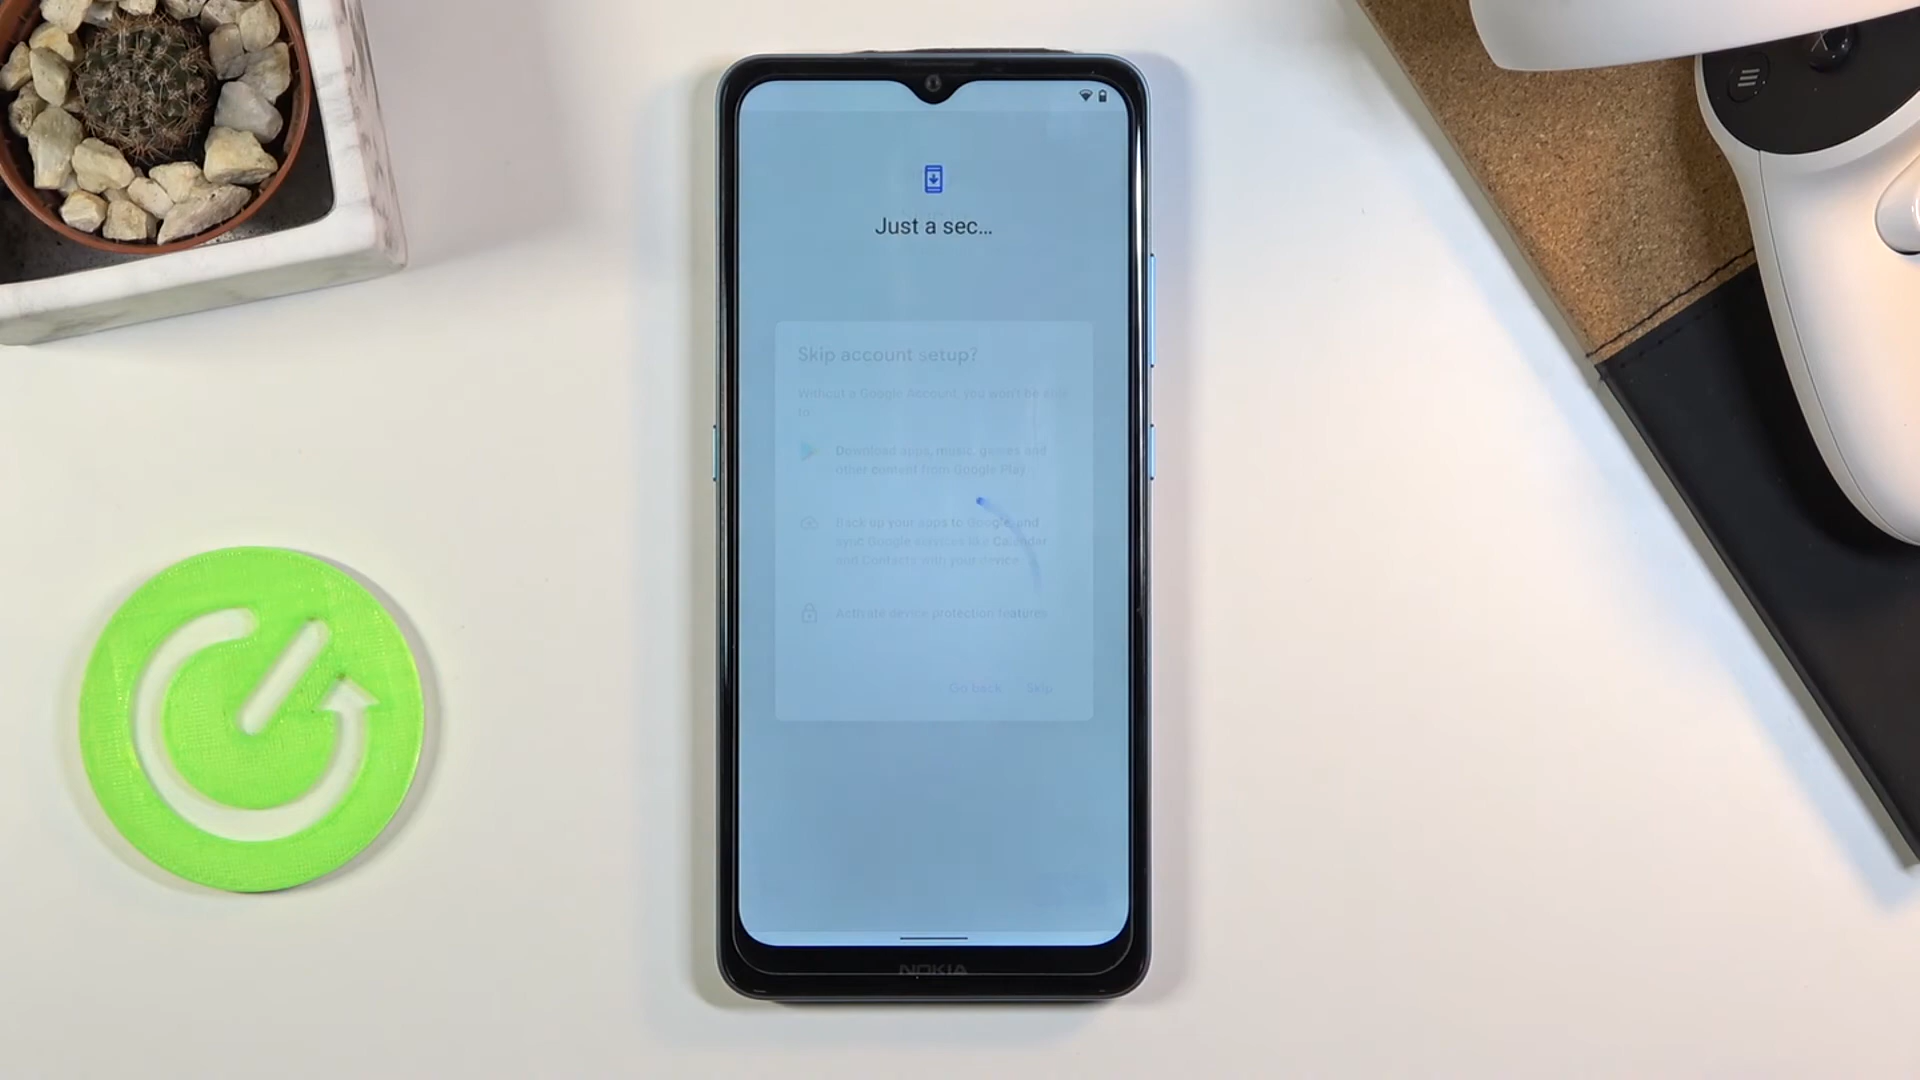 Just a sec...
Skip account setup?
Without a Google Account, you won't be able
to:
Download apps, music, games and
other content from Google Play
Back up your apps to Google, and
sync Google services like Calendar
and Contacts with your device
Activate device protection features
Go back Skip
NOKIA